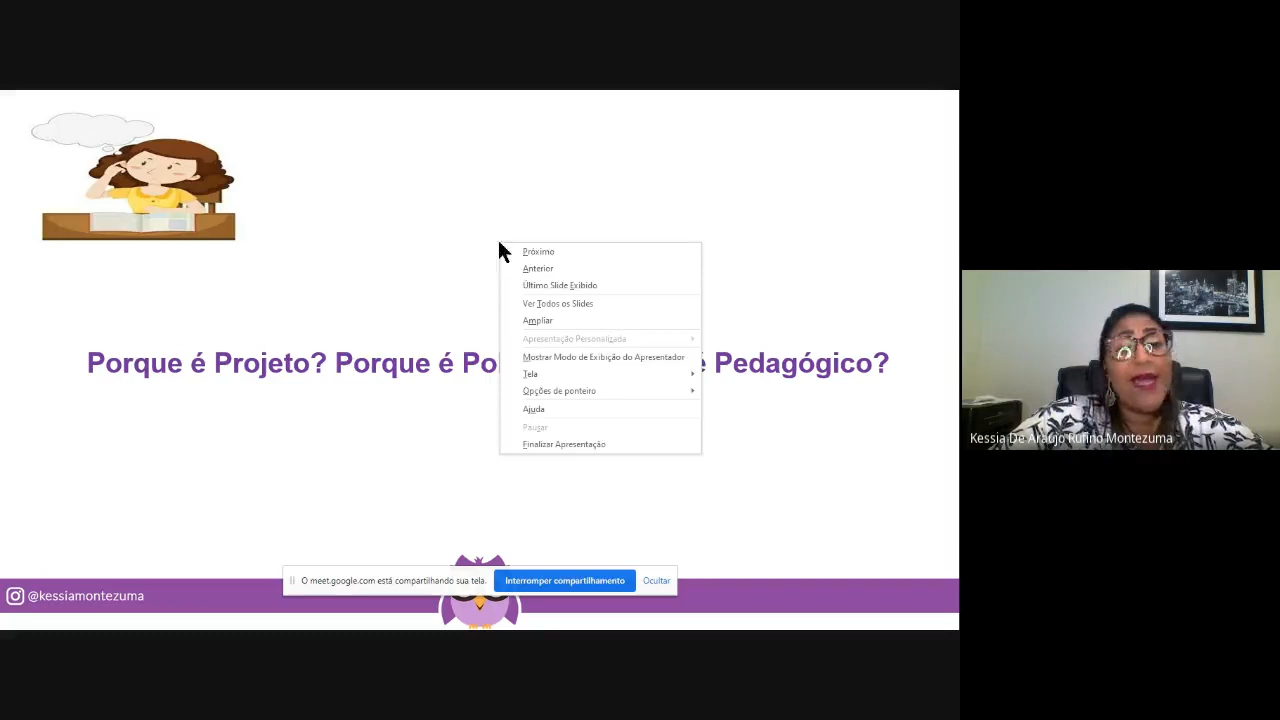 Próximo
Anterior
Último Slide Exibido
Ver Todos os Slides
Ampliar
Apresentação Personalizada
Mostrar Modo de Exibição do Apresentador
Porque é Projeto? Porque é Po é Pedagógico?
Tela
Opções de ponteiro
Ajuda
Pausar
Finalizar Apresentação
Kessia De Araujo Rufino Montezuma
O meet.google.com está compartilhando sua tela.
Interromper compartilhamento
Ocultar
@kessiamontezuma